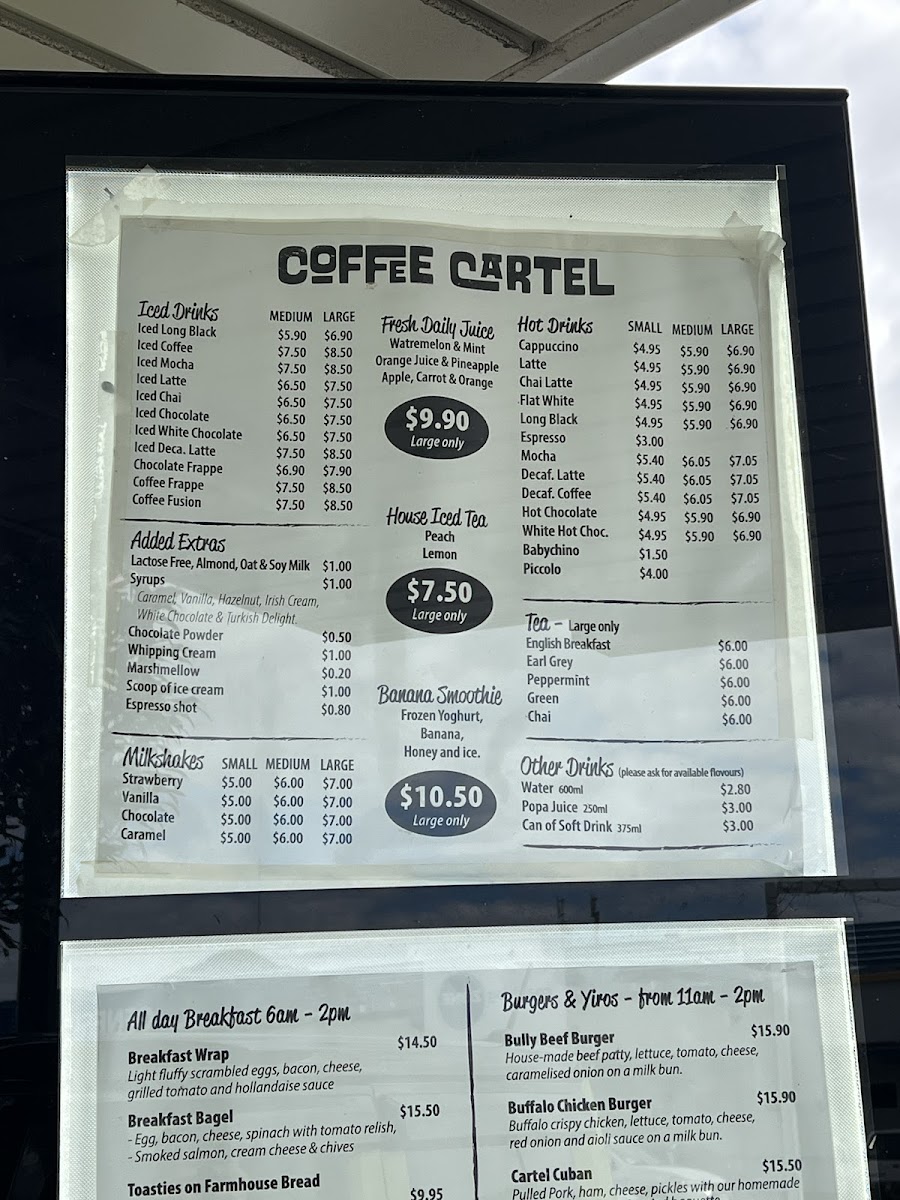 COFFEE CARTEL
Iced Drinks MEDIUM LARGE
Iced Long Black $5.90 $6.90
Iced Coffee $7.50 $8.50
Iced Mocha $7.50 $8.50
Iced Latte $6.50 $7.50
Iced Chai $6.50 $7.50
Iced Chocolate $6.50 $7.50
Iced White Chocolate $6.50 $7.50
Iced Deca. Latte $7.50 $8.50
Chocolate Frappe $6.90 $7.90
Coffee Frappe $7.50 $8.50
Coffee Fusion $7.50 $8.50
Added Extras
Lactose Free, Almond, Oat & Soy Milk $1.00
Syrups $1.00
Caramel, Vanilla, Hazelnut, Irish Cream,
White Chocolate & Turkish Delight.
Chocolate Powder $0.50
Whipping Cream $1.00
Marshmellow $0.20
Scoop of ice cream $1.00
Espresso shot $0.80
Milkshakes SMALL MEDIUM LARGE
Strawberry $5.00 $6.00 $7.00
Vanilla $5.00 $6.00 $7.00
Chocolate $5.00 $6.00 $7.00
Caramel $5.00 $6.00 $7.00
Fresh Daily Juice
Watremelon & Mint
Orange Juice & Pineapple
Apple, Carrot & Orange
$9.90
Large only
House Iced Tea
Peach
Lemon
$7.50
Large only
Banana Smoothie
Frozen Yoghurt,
Banana,
Honey and ice.
$10.50
Large only
Hot Drinks SMALL MEDIUM LARGE
Cappuccino $4.95 $5.90 $6.90
Latte $4.95 $5.90 $6.90
Chai Latte $4.95 $5.90 $6.90
Flat White $4.95 $5.90 $6.90
Long Black $4.95 $5.90 $6.90
Espresso $3.00
Mocha $5.40 $6.05 $7.05
Decaf. Latte $5.40 $6.05 $7.05
Decaf. Coffee $5.40 $6.05 $7.05
Hot Chocolate $4.95 $5.90 $6.90
White Hot Choc. $4.95 $5.90 $6.90
Babychino $1.50
Piccolo $4.00
Tea - Large only
English Breakfast $6.00
Earl Grey $6.00
Peppermint $6.00
Green $6.00
Chai $6.00
Other Drinks (please ask for available flovours)
Water 600ml $2.80
Popa Juice 250ml $3.00
Can of Soft Drink 375ml $3.00
All day Breakfast 6am - 2pm
Breakfast Wrap $14.50
Light fluffy scrambled eggs, bacon, cheese,
grilled tomato and hollandaise sauce
Breakfast Bagel $15.50
- Egg, bacon, cheese, spinach with tomato relish,
- Smoked salmon, cream cheese & chives
Toasties on Farmhouse Bread $9.95
Burgers & Yiros - from 11am - 2pm
Bully Beef Burger $15.90
House-made beef patty, lettuce, tomato, cheese,
caramelised onion on a milk bun.
Buffalo Chicken Burger $15.90
Buffalo crispy chicken, lettuce, tomato, cheese,
red onion and aioli sauce on a milk bun.
Cartel Cuban $15.50
Pulled Pork, ham, cheese, pickles with our homemade